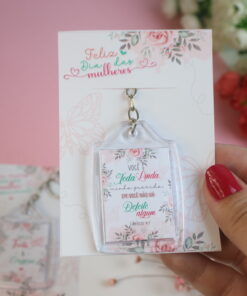 Feliz
Dia das
mulheres
VOCÊ É
Toda Linda
minha querida
EM VOCÊ NÃO HÁ
Defeito
algum